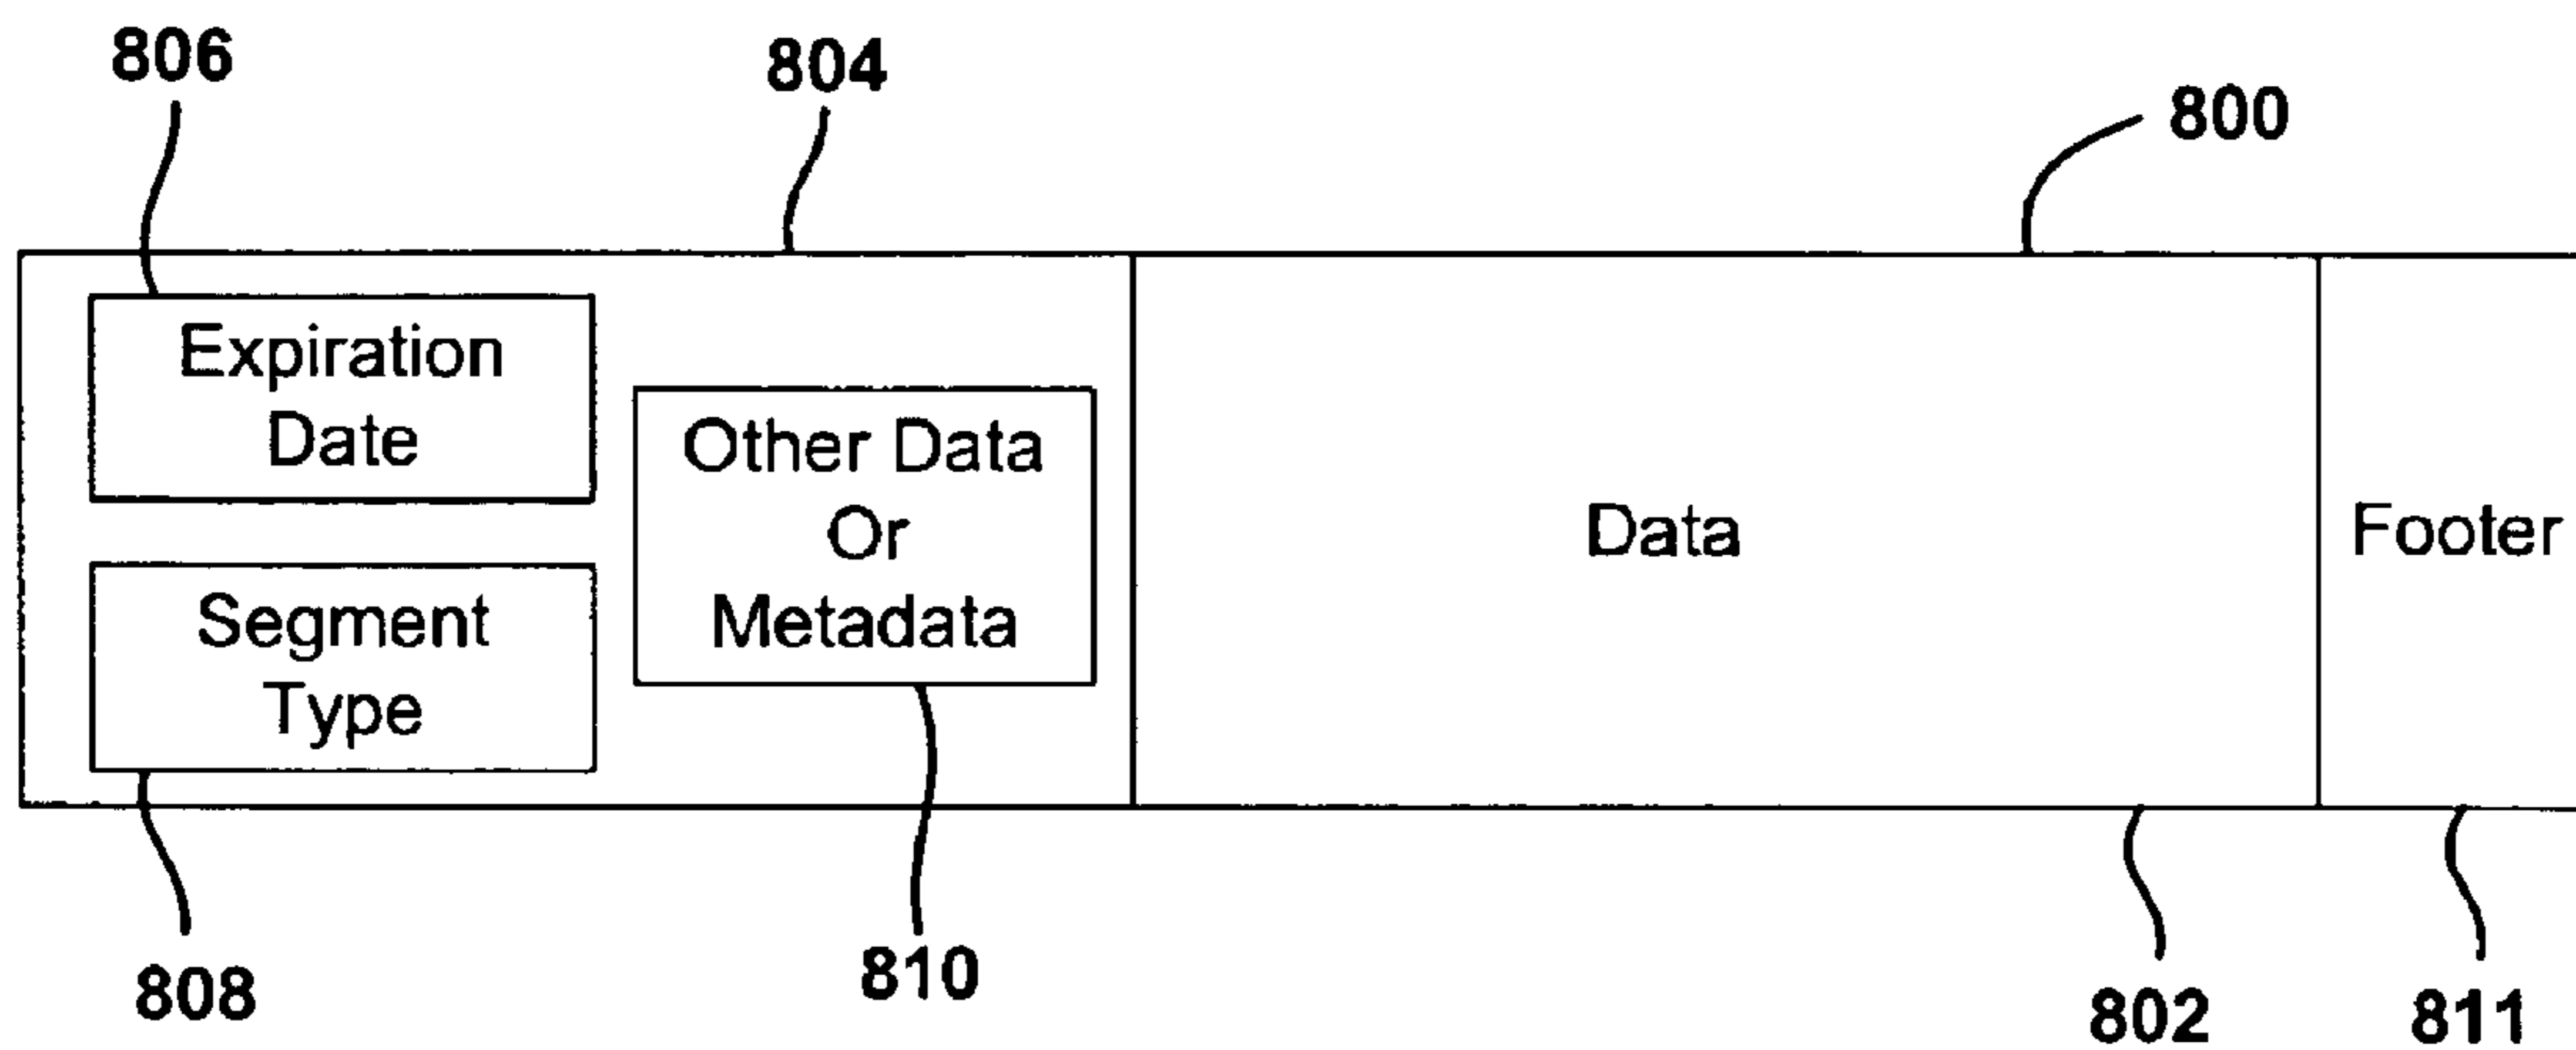 806
804
800
Expiration
Date
Other Data
Or
Metadata
Segment
Type
Data
Footer
808
810
802
811